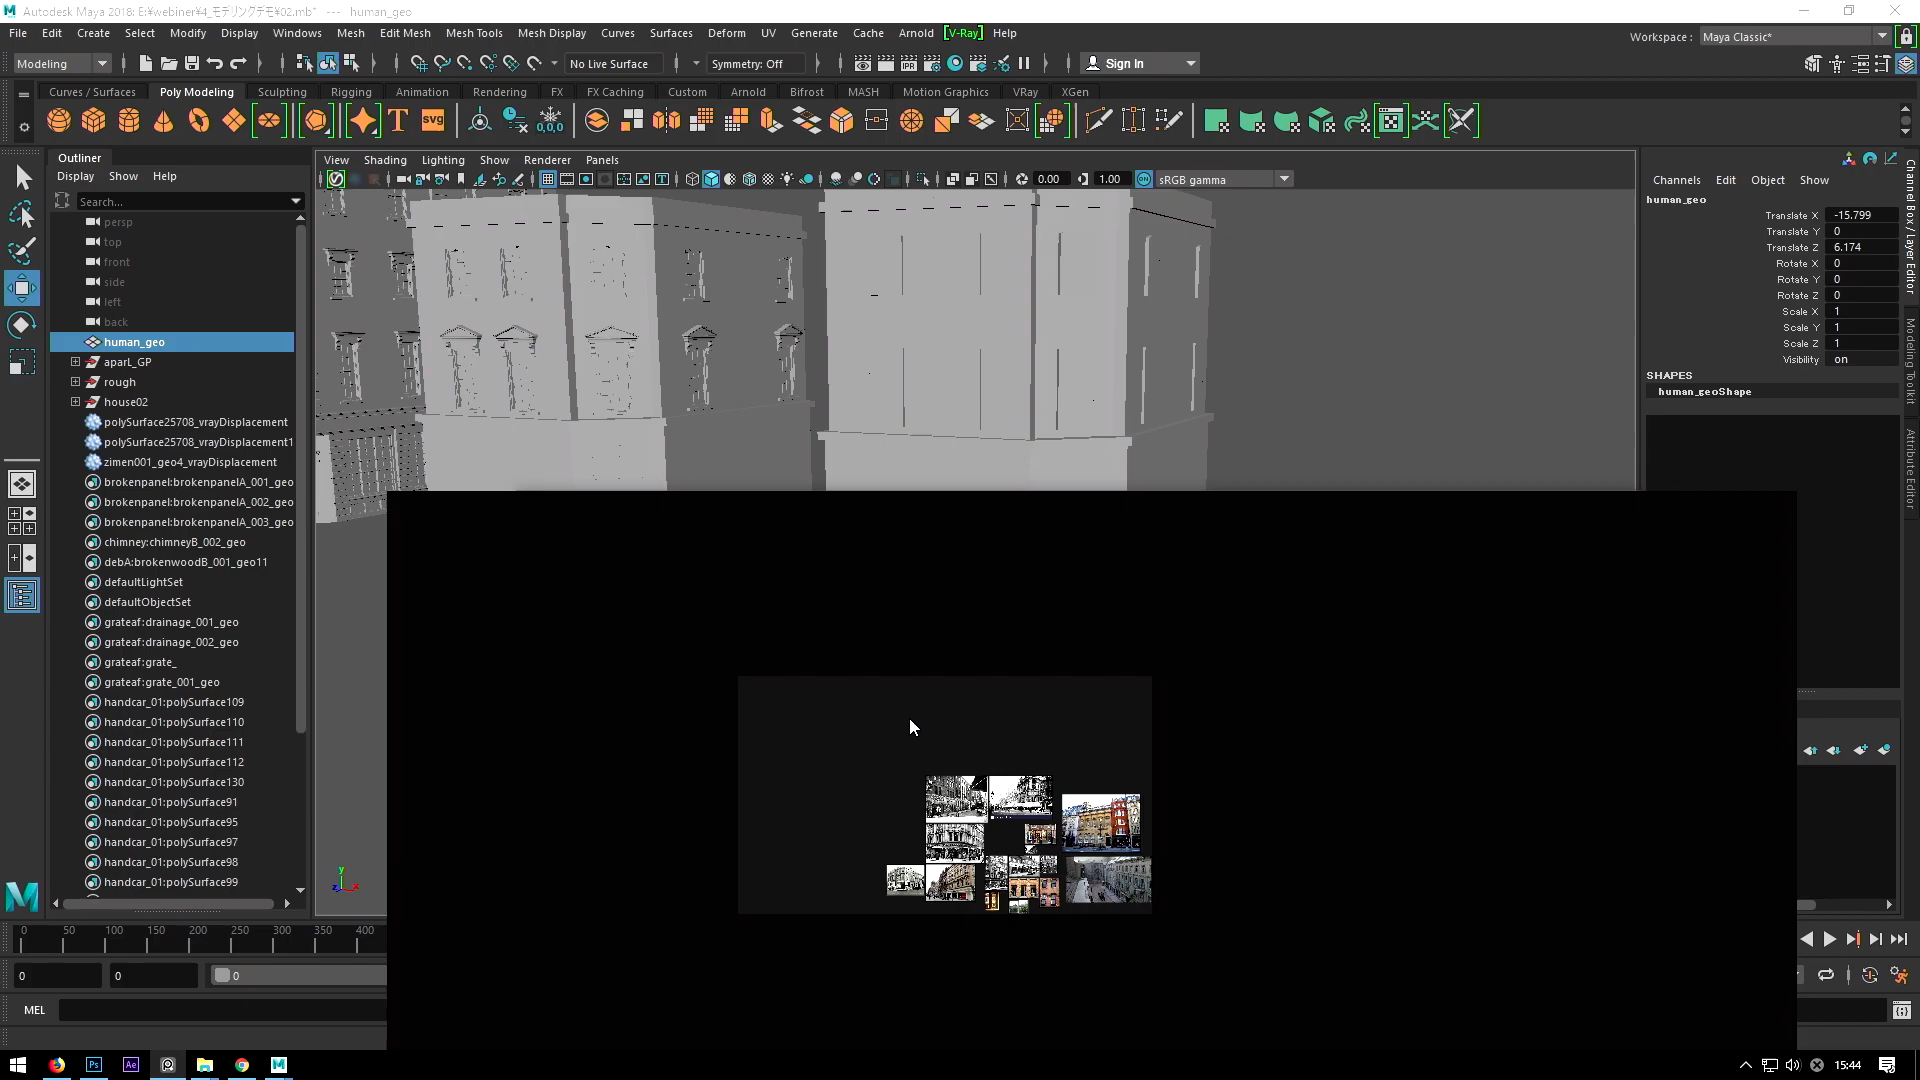 Autodesk Maya 2018: E:¥webiner¥4_モデリングデモ¥02.mb* --- human_geo
File Edit Create Select Modify Display Windows Mesh Edit Mesh Mesh Tools Mesh Display Curves Surfaces Deform UV Generate Cache Arnold [V-Ray] Help
Workspace : Maya Classic*
Modeling No Live Surface Symmetry: Off Sign In
Curves / Surfaces Poly Modeling Sculpting Rigging Animation Rendering FX FX Caching Custom Arnold Bifrost MASH Motion Graphics VRay XGen
T svg 0,0,0
Outliner
Display Show Help
Search...
persp
top
front
side
left
back
human_geo
aparL_GP
rough
house02
polySurface25708_vrayDisplacement
polySurface25708_vrayDisplacement1
zimen001_geo4_vrayDisplacement
brokenpanel:brokenpanelA_001_geo
brokenpanel:brokenpanelA_002_geo
brokenpanel:brokenpanelA_003_geo
chimney:chimneyB_002_geo
debA:brokenwoodB_001_geo11
defaultLightSet
defaultObjectSet
grateaf:drainage_001_geo
grateaf:drainage_002_geo
grateaf:grate_
grateaf:grate_001_geo
handcar_01:polySurface109
handcar_01:polySurface110
handcar_01:polySurface111
handcar_01:polySurface112
handcar_01:polySurface130
handcar_01:polySurface91
handcar_01:polySurface95
handcar_01:polySurface97
handcar_01:polySurface98
handcar_01:polySurface99
View Shading Lighting Show Renderer Panels
IPR
0.00 1.00 ON sRGB gamma
y
z x
Channels Edit Object Show
human_geo
Translate X -15.799
Translate Y 0
Translate Z 6.174
Rotate X 0
Rotate Y 0
Rotate Z 0
Scale X 1
Scale Y 1
Scale Z 1
Visibility on
SHAPES
human_geoShape
Channel Box / Layer Editor
Modeling Toolkit
Attribute Editor
0 50 100 150 200 250 300 350 400
0 0 0
MEL
Ps Ae M
15:44